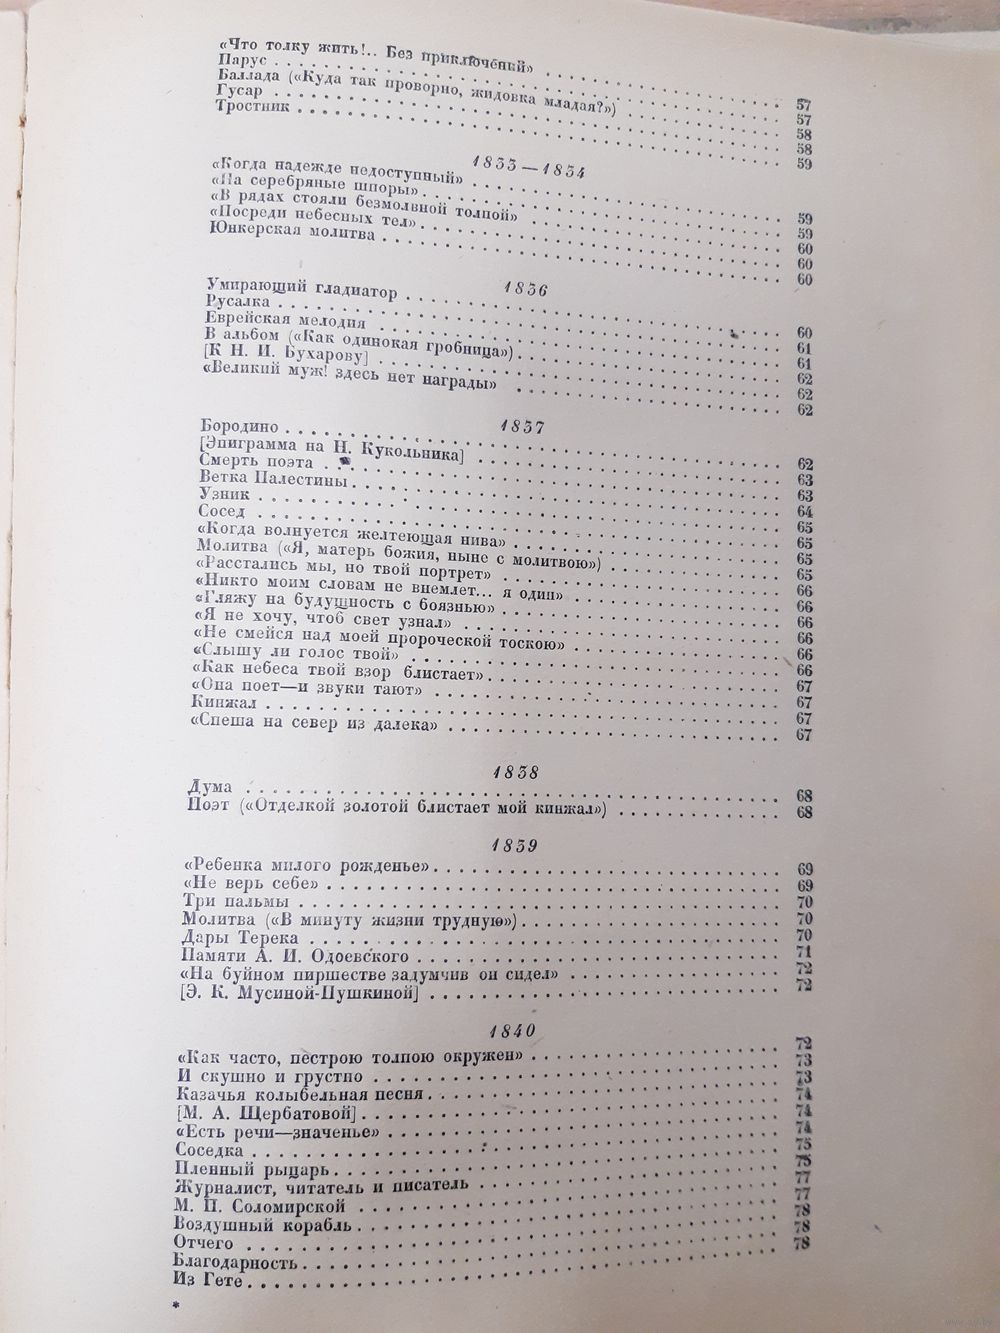 «Что толку жить!.. Без приключений» 57
Парус 57
Баллада («Куда так проворно, жидовка младая?») 58
Гусар 58
Тростник 59
1833—1834
«Когда надежде недоступный» 59
«На серебряные шпоры» 59
«В рядах стояли безмолвной толпой» 60
«Посреди небесных тел» 60
Юнкерская молитва 60
1836
Умирающий гладиатор 60
Русалка 61
Еврейская мелодия 61
В альбом («Как одинокая гробница») 62
[К Н. И. Бухарову] 62
«Великий муж! здесь нет награды» 62
1837
Бородино 62
[Эпиграмма на Н. Кукольника] 63
Смерть поэта 63
Ветка Палестины 64
Узник 65
Сосед 65
«Когда волнуется желтеющая нива»
Молитва («Я, матерь божия, ныне с молитвою») 65
«Расстались мы, но твой портрет» 66
«Никто моим словам не внемлет... я один» 66
«Гляжу на будущность с боязнью» 66
«Я не хочу, чтоб свет узнал» 66
«Не смейся над моей пророческой тоскою» 66
«Слышу ли голос твой» 66
«Как небеса твой взор блистает» 67
«Она поет—и звуки тают» 67
Кинжал 67
«Спеша на север из далека» 67
1838
Дума 68
Поэт («Отделкой золотой блистает мой кинжал») 68
1839
«Ребенка милого рожденье» 69
«Не верь себе» 69
Три пальмы 70
Молитва («В минуту жизни трудную») 70
Дары Терека 70
Памяти А. И. Одоевского 71
«На буйном пиршестве задумчив он сидел» 72
[Э. К. Мусиной-Пушкиной] 72
1840
«Как часто, пестрою толпою окружен» 72
И скушно и грустно 73
Казачья колыбельная песня 73
[М. А. Щербатовой] 74
«Есть речи—значенье» 74
Соседка 74
Пленный рыцарь 75
Журналист, читатель и писатель 75
М. П. Соломирской 77
Воздушный корабль 77
Отчего 78
Благодарность 78
Из Гете 78
*